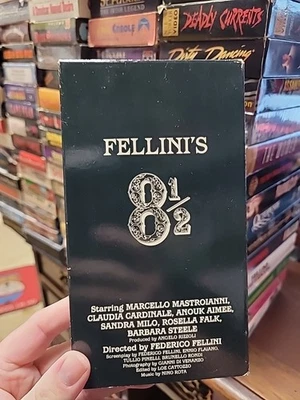 DEADLY CURRENTS
Dirty Dancing
FELLINI'S
8½
Starring MARCELLO MASTROIANNI,
CLAUDIA CARDINALE, ANOUK AIMEE,
SANDRA MILO, ROSELLA FALK,
BARBARA STEELE
Produced by ANGELO RIZZOLI
Directed by FEDERICO FELLINI
Screenplay by FEDERICO FELLINI, ENNIO FLAIANO,
TULLIO PINELLI, BRUNELLO RONDI
Photography by GIANNI DI VENANZO
Edited by LOE CATTOZZO
Music by NINO ROTA